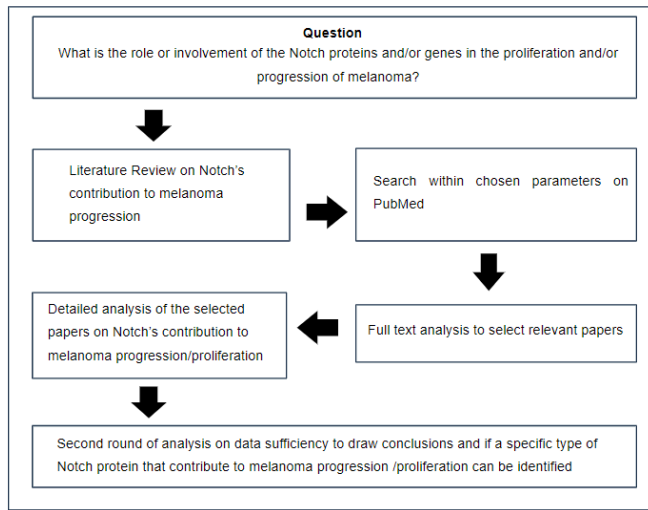 Question
What is the role or involvement of the Notch proteins and/or genes in the proliferation and/or
progression of melanoma?
Literature Review on Notch's
contribution to melanoma
progression
Search within chosen parameters on
PubMed
Full text analysis to select relevant papers
Detailed analysis of the selected
papers on Notch's contribution to
melanoma progression/proliferation
Second round of analysis on data sufficiency to draw conclusions and if a specific type of
Notch protein that contribute to melanoma progression /proliferation can be identified